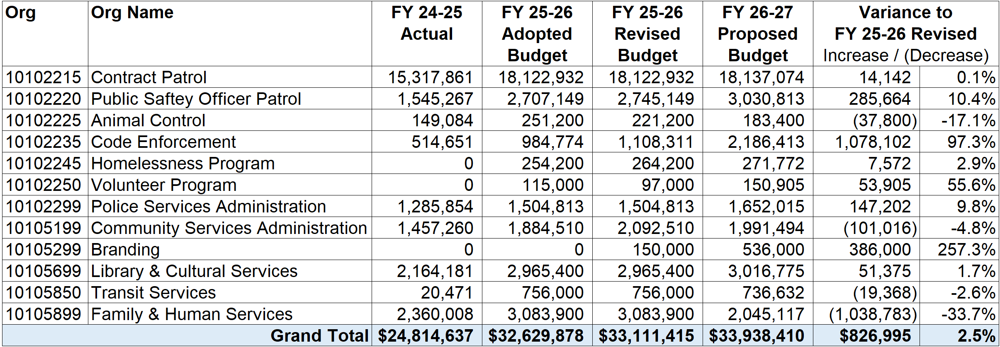 Org Org Name FY 24-25 FY 25-26 FY 25-26 FY 26-27 Variance to
Actual Adopted Revised Proposed FY 25-26 Revised
Budget Budget Budget Increase / (Decrease)
10102215 Contract Patrol 15,317,861 18,122,932 18,122,932 18,137,074 14,142 0.1%
10102220 Public Saftey Officer Patrol 1,545,267 2,707,149 2,745,149 3,030,813 285,664 10.4%
10102225 Animal Control 149,084 251,200 221,200 183,400 (37,800) -17.1%
10102235 Code Enforcement 514,651 984,774 1,108,311 2,186,413 1,078,102 97.3%
10102245 Homelessness Program 0 254,200 264,200 271,772 7,572 2.9%
10102250 Volunteer Program 0 115,000 97,000 150,905 53,905 55.6%
10102299 Police Services Administration 1,285,854 1,504,813 1,504,813 1,652,015 147,202 9.8%
10105199 Community Services Administration 1,457,260 1,884,510 2,092,510 1,991,494 (101,016) -4.8%
10105299 Branding 0 0 150,000 536,000 386,000 257.3%
10105699 Library & Cultural Services 2,164,181 2,965,400 2,965,400 3,016,775 51,375 1.7%
10105850 Transit Services 20,471 756,000 756,000 736,632 (19,368) -2.6%
10105899 Family & Human Services 2,360,008 3,083,900 3,083,900 2,045,117 (1,038,783) -33.7%
Grand Total $24,814,637 $32,629,878 $33,111,415 $33,938,410 $826,995 2.5%